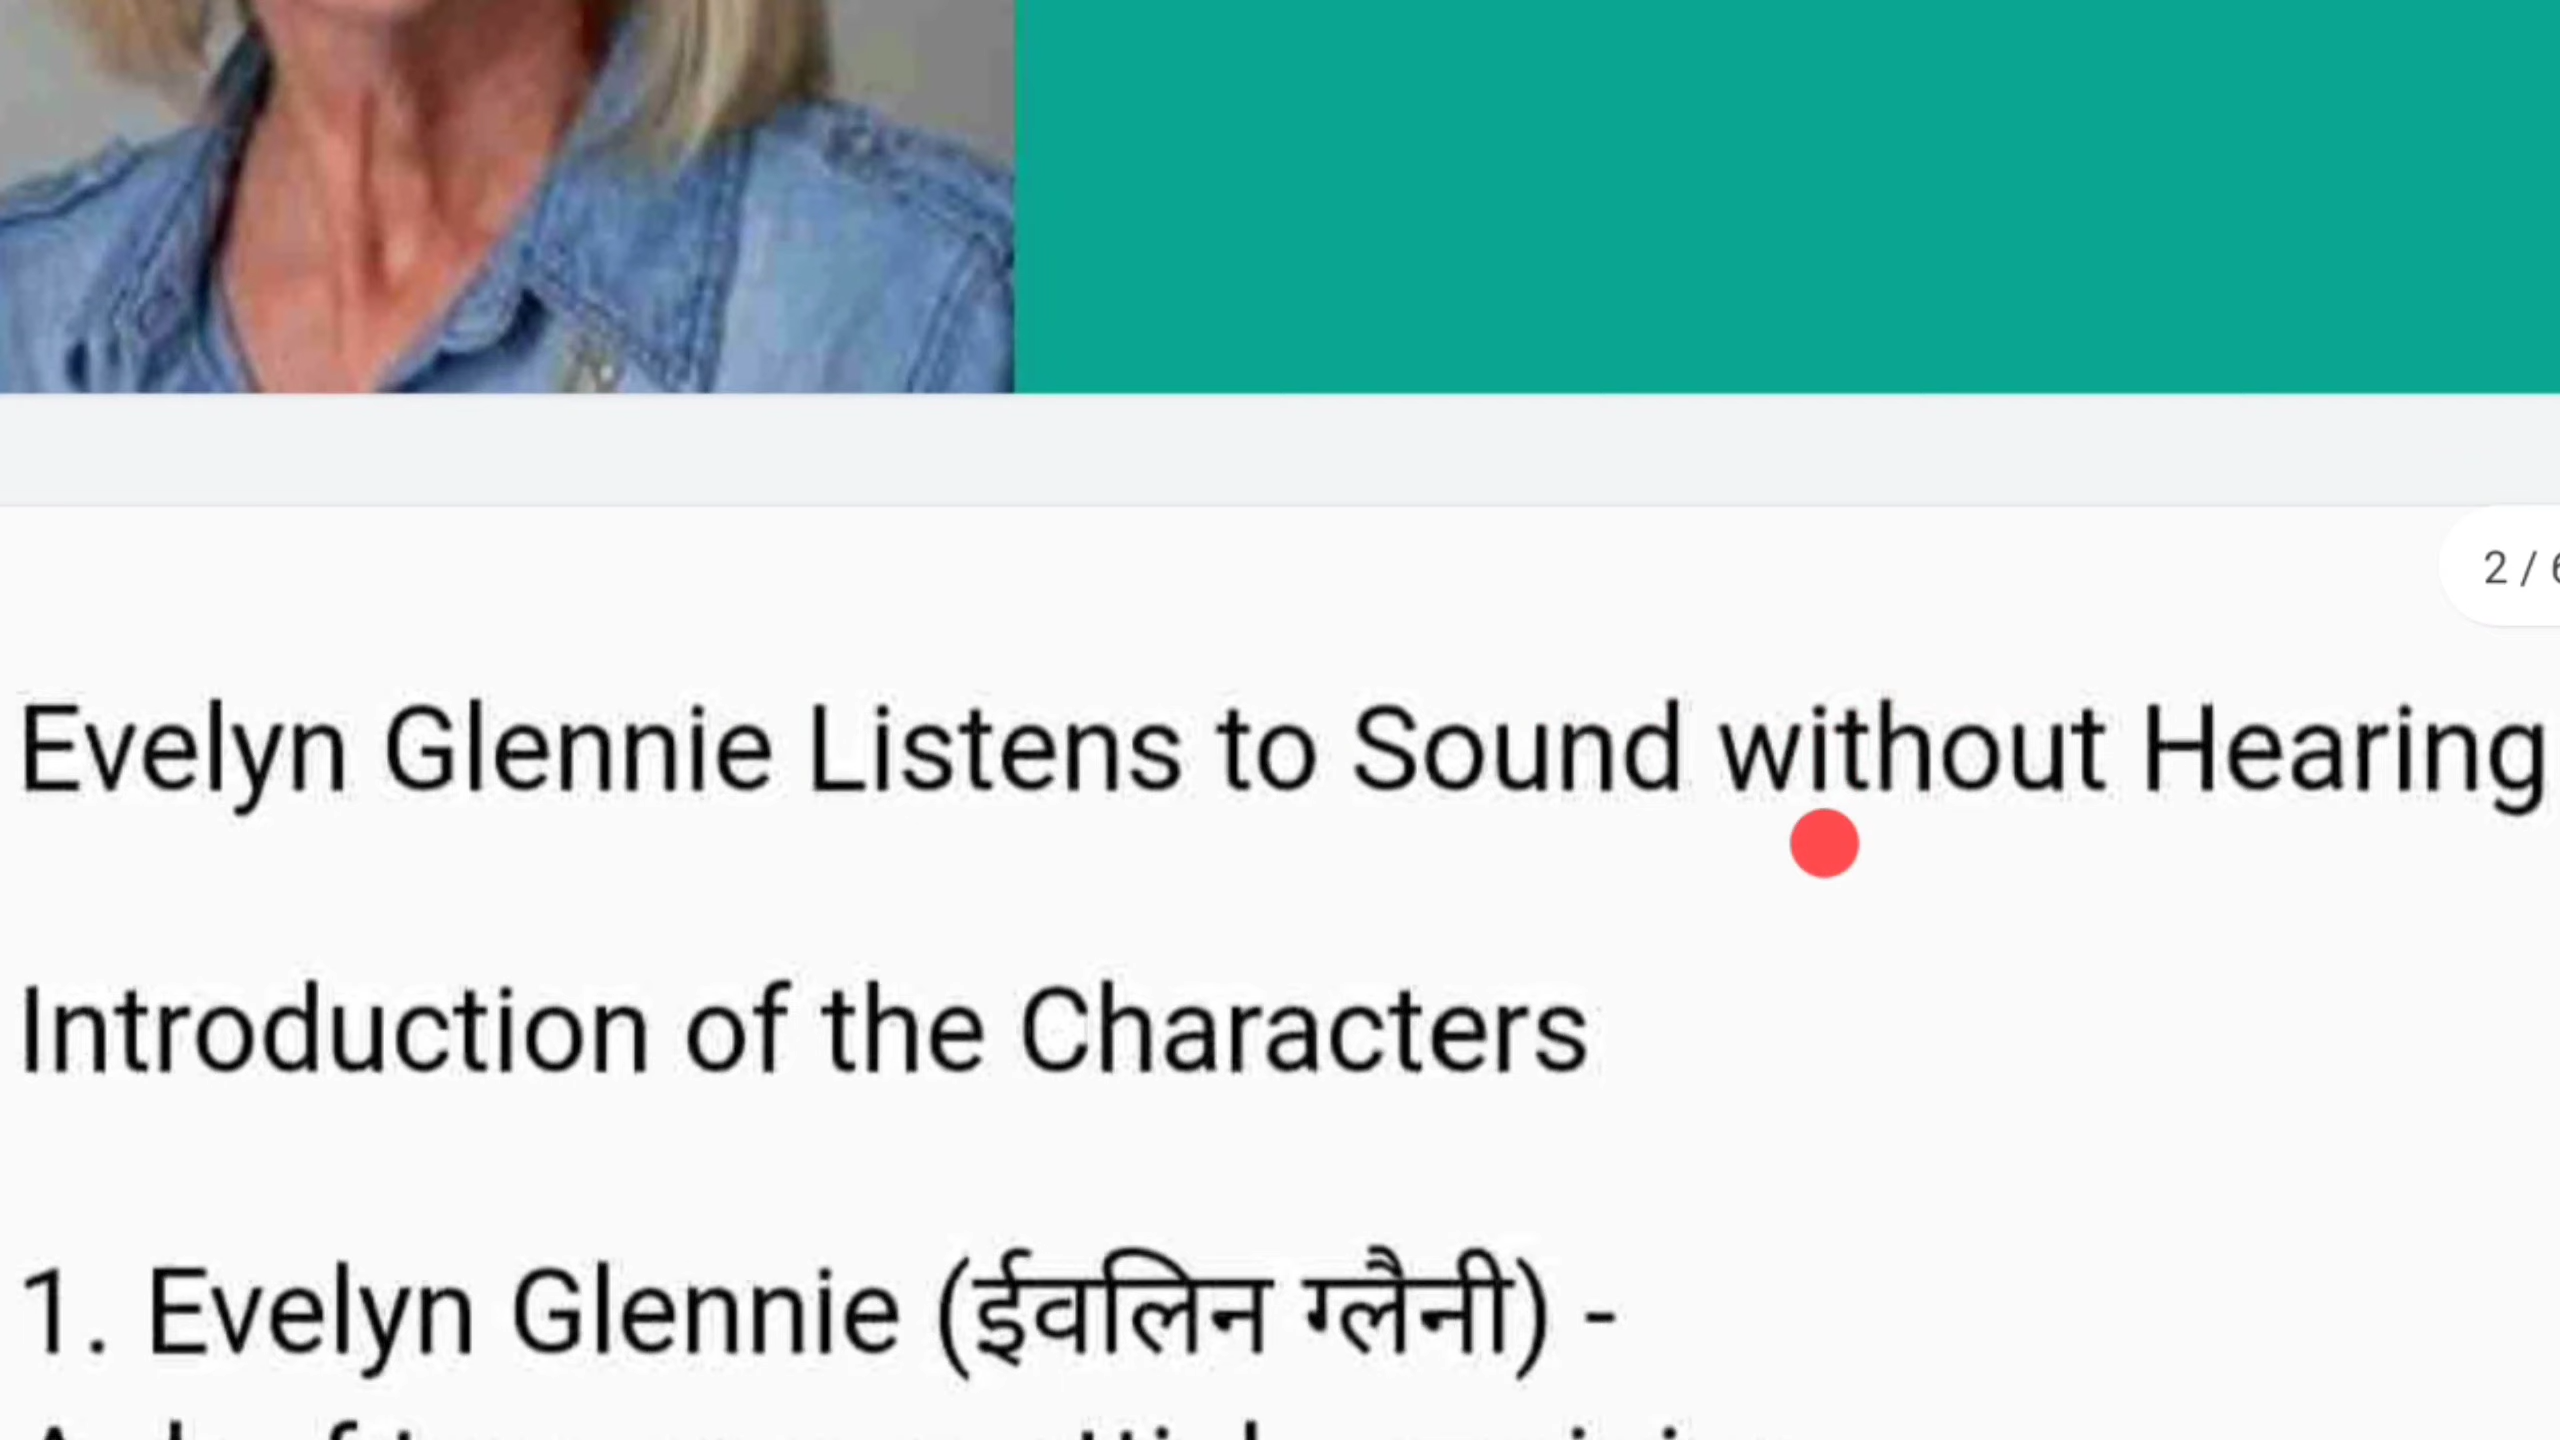 2 /
Evelyn Glennie Listens to Sound without Hearing
Introduction of the Characters
1. Evelyn Glennie (ईवलिन ग्लैनी) -